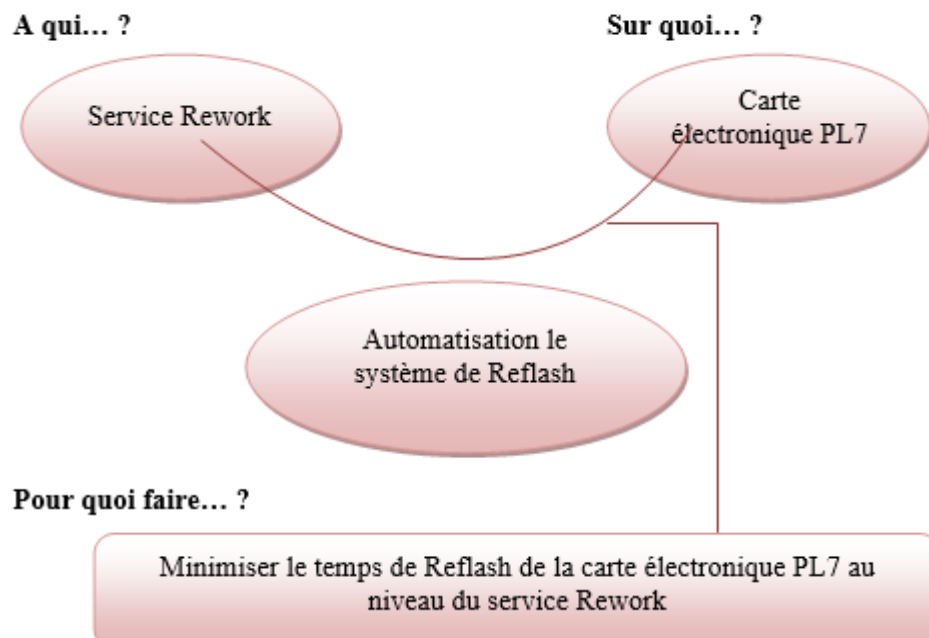 A qui… ?
Sur quoi… ?
Service Rework
Carte
électronique PL7
Automatisation le
système de Reflash
Pour quoi faire… ?
Minimiser le temps de Reflash de la carte électronique PL7 au
niveau du service Rework